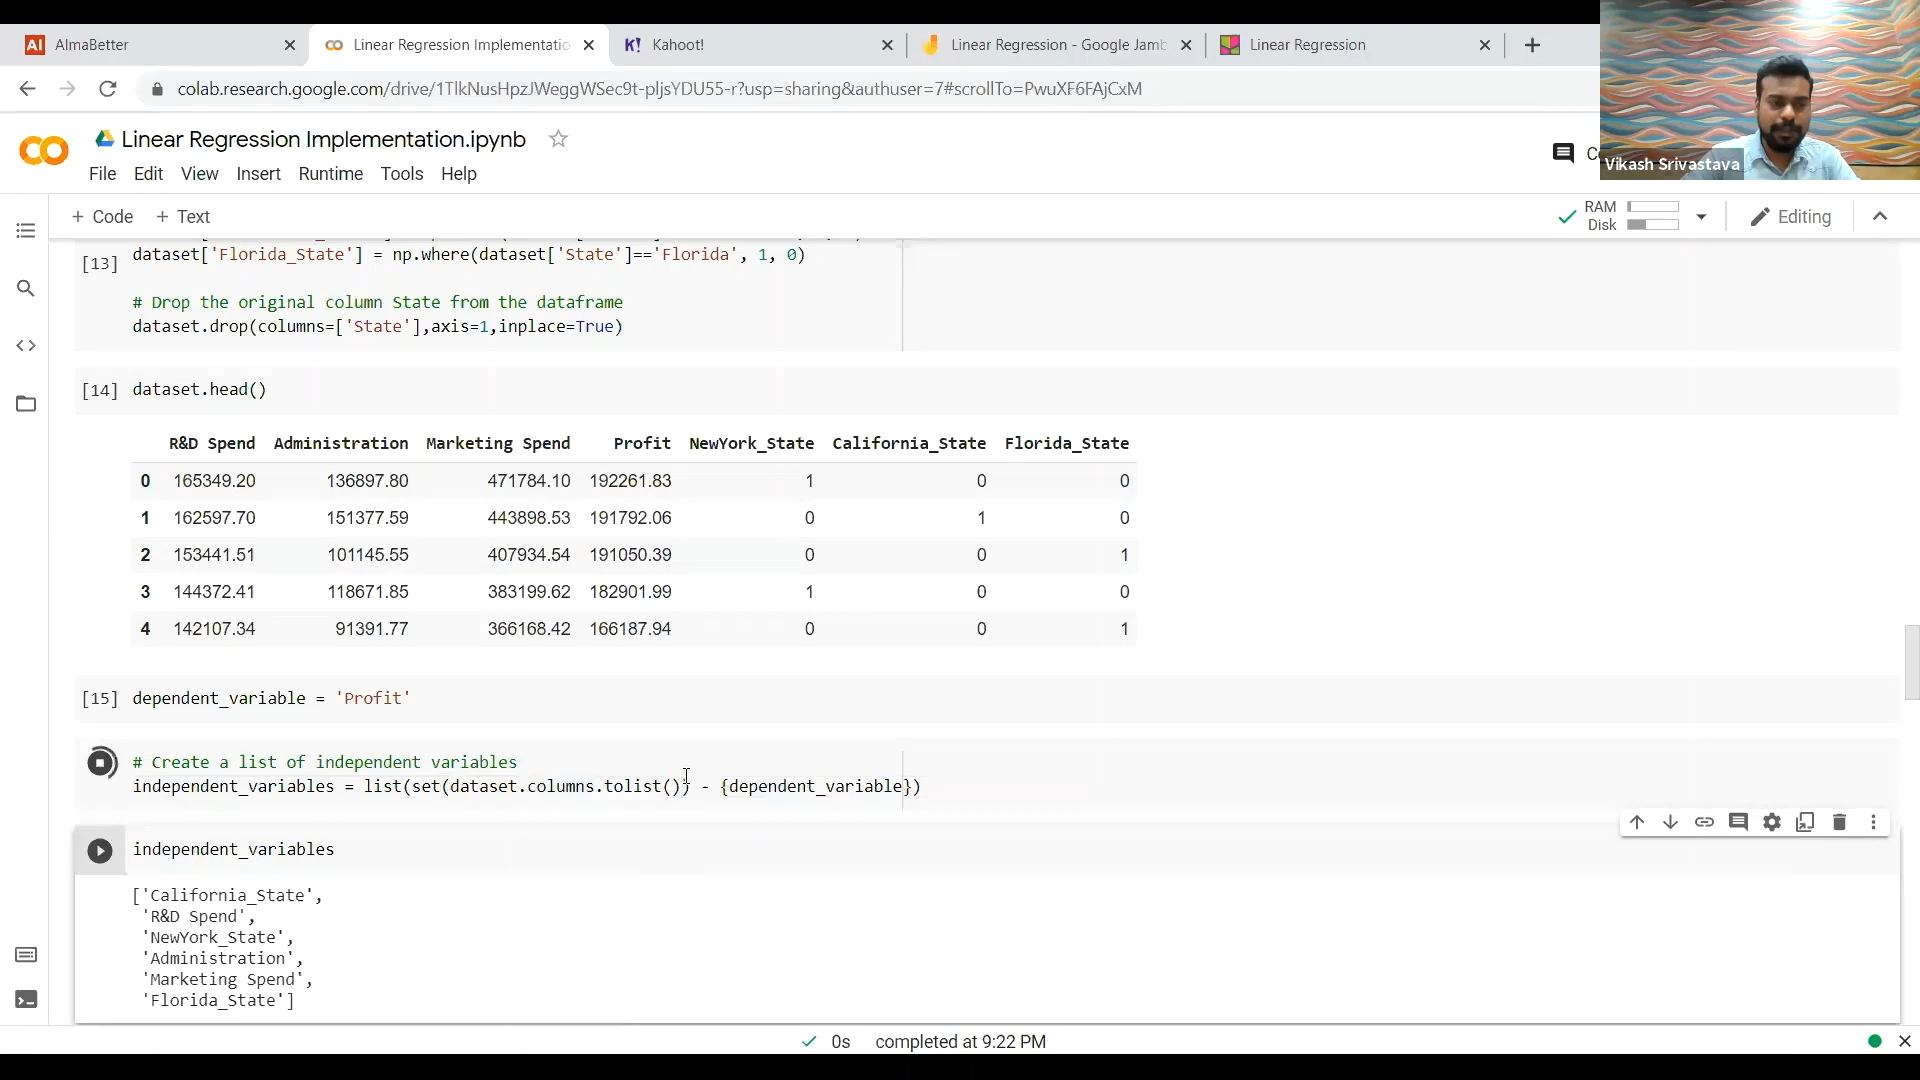 AlmaBetter
Linear Regression Implementatio
Kahoot!
Linear Regression - Google Jamb
Linear Regression
colab.research.google.com/drive/1TlkNusHpzJWeggWSec9t-pljsYDU55-r?usp=sharing&authuser=7#scrollTo=PwuXF6FAjCxM
Linear Regression Implementation.ipynb
File Edit View Insert Runtime Tools Help
Vikash Srivastava
+ Code + Text
RAM
Disk
Editing
[13]
dataset['Florida_State'] = np.where(dataset['State']=='Florida', 1, 0)
# Drop the original column State from the dataframe
dataset.drop(columns=['State'],axis=1,inplace=True)
[14] dataset.head()
R&D Spend Administration Marketing Spend Profit NewYork_State California_State Florida_State
0 165349.20 136897.80 471784.10 192261.83 1 0 0
1 162597.70 151377.59 443898.53 191792.06 0 1 0
2 153441.51 101145.55 407934.54 191050.39 0 0 1
3 144372.41 118671.85 383199.62 182901.99 1 0 0
4 142107.34 91391.77 366168.42 166187.94 0 0 1
[15] dependent_variable = 'Profit'
# Create a list of independent variables
independent_variables = list(set(dataset.columns.tolist()) - {dependent_variable})
independent_variables
['California_State',
'R&D Spend',
'NewYork_State',
'Administration',
'Marketing Spend',
'Florida_State']
0s completed at 9:22 PM